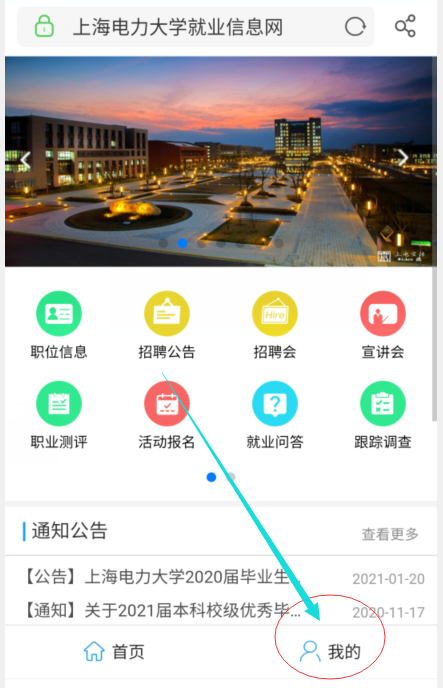 上海电力大学就业信息网
职位信息 招聘公告 招聘会 宣讲会
Hire
职业测评 活动报名 就业问答 跟踪调查
?
通知公告 查看更多
【公告】上海电力大学2020届毕业生... 2021-01-20
【通知】关于2021届本科校级优秀毕... 2020-11-17
首页 我的